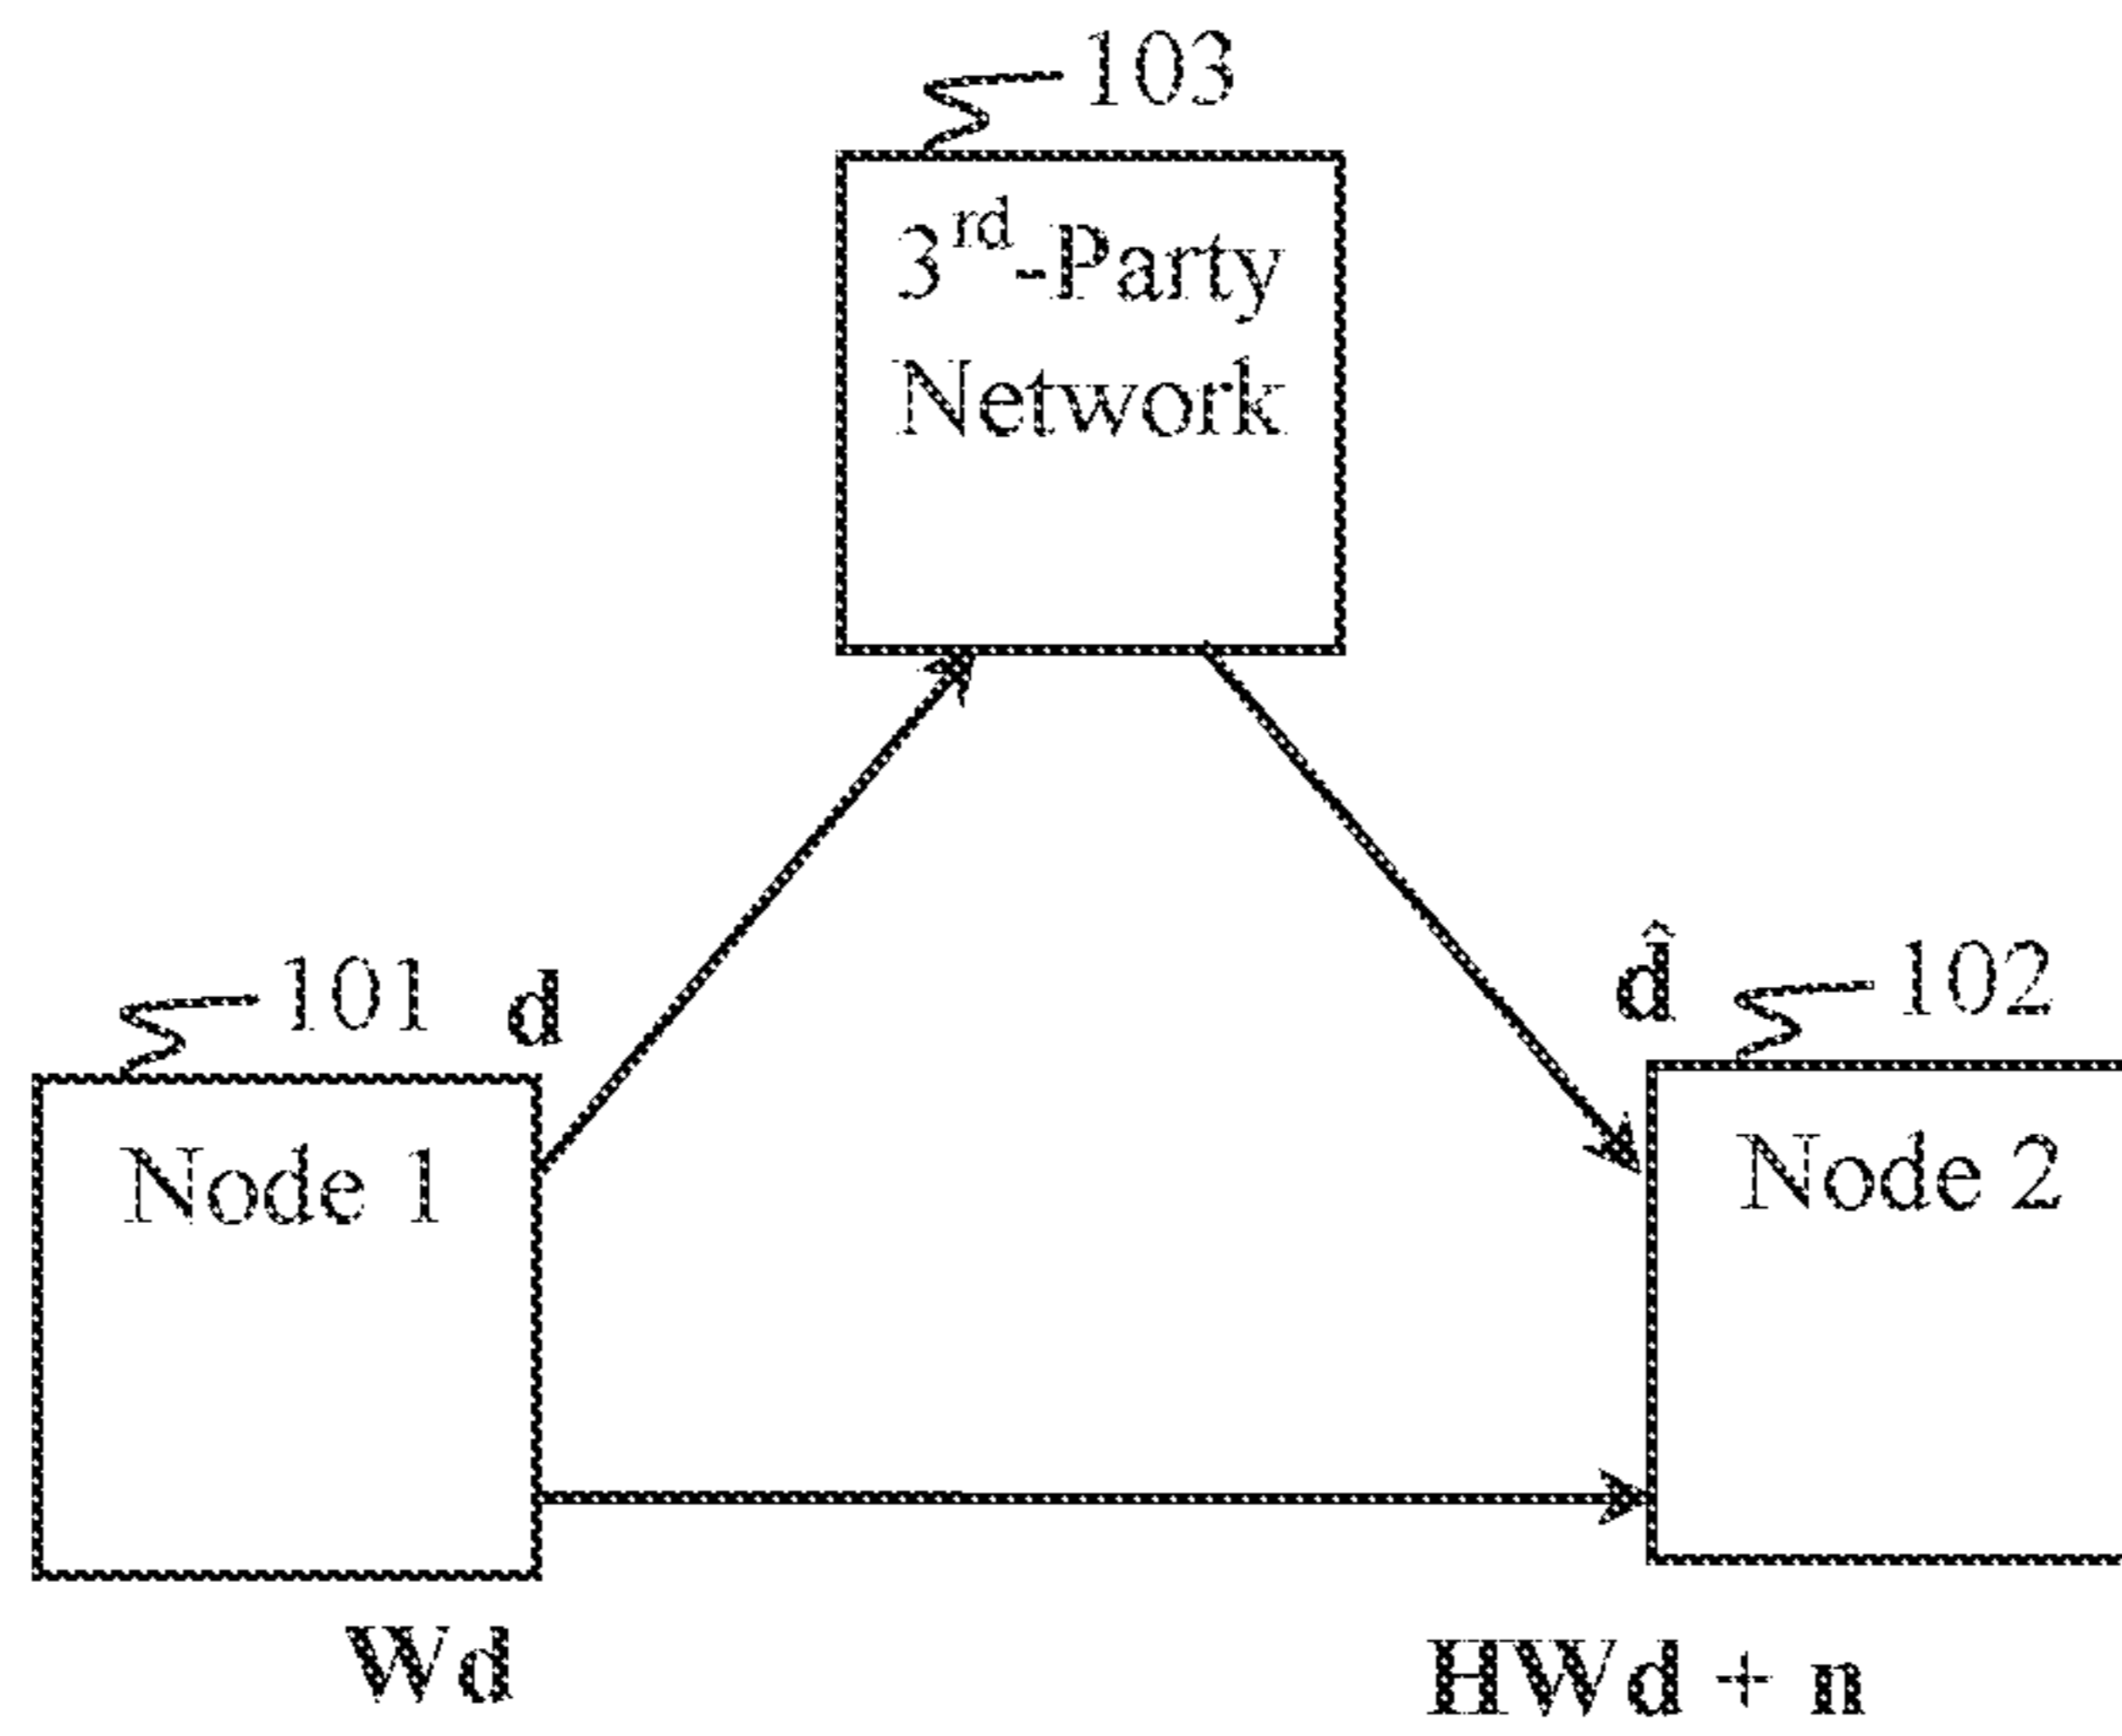 103
3rd-Party
Network
101
d
d̂
102
Node 1
Node 2
Wd
HWd + n